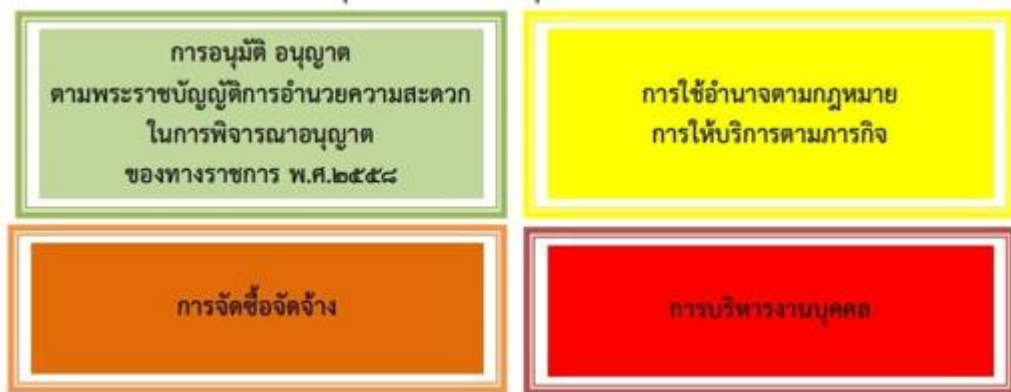 การอนุมัติ อนุญาต
ตามพระราชบัญญัติการอำนวยความสะดวก
ในการพิจารณาอนุญาต
ของทางราชการ พ.ศ.๒๕๕๘
การใช้อำนาจตามกฎหมาย
การให้บริการตามภารกิจ
การจัดซื้อจัดจ้าง
การบริหารงานบุคคล